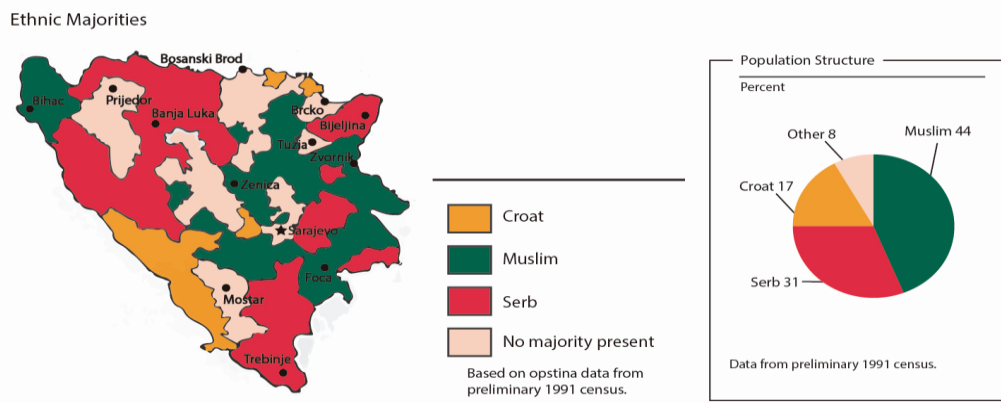 Ethnic Majorities
Bosanski Brod
Bihac
Prijedor
Banja Luka
Brcko
Bijeljina
Tuzia
Zvornik
Zenica
Sarajevo
Foca
Mostar
Trebinje
Croat
Muslim
Serb
No majority present
Based on opstina data from
preliminary 1991 census.
Population Structure
Percent
Other 8
Muslim 44
Croat 17
Serb 31
Data from preliminary 1991 census.